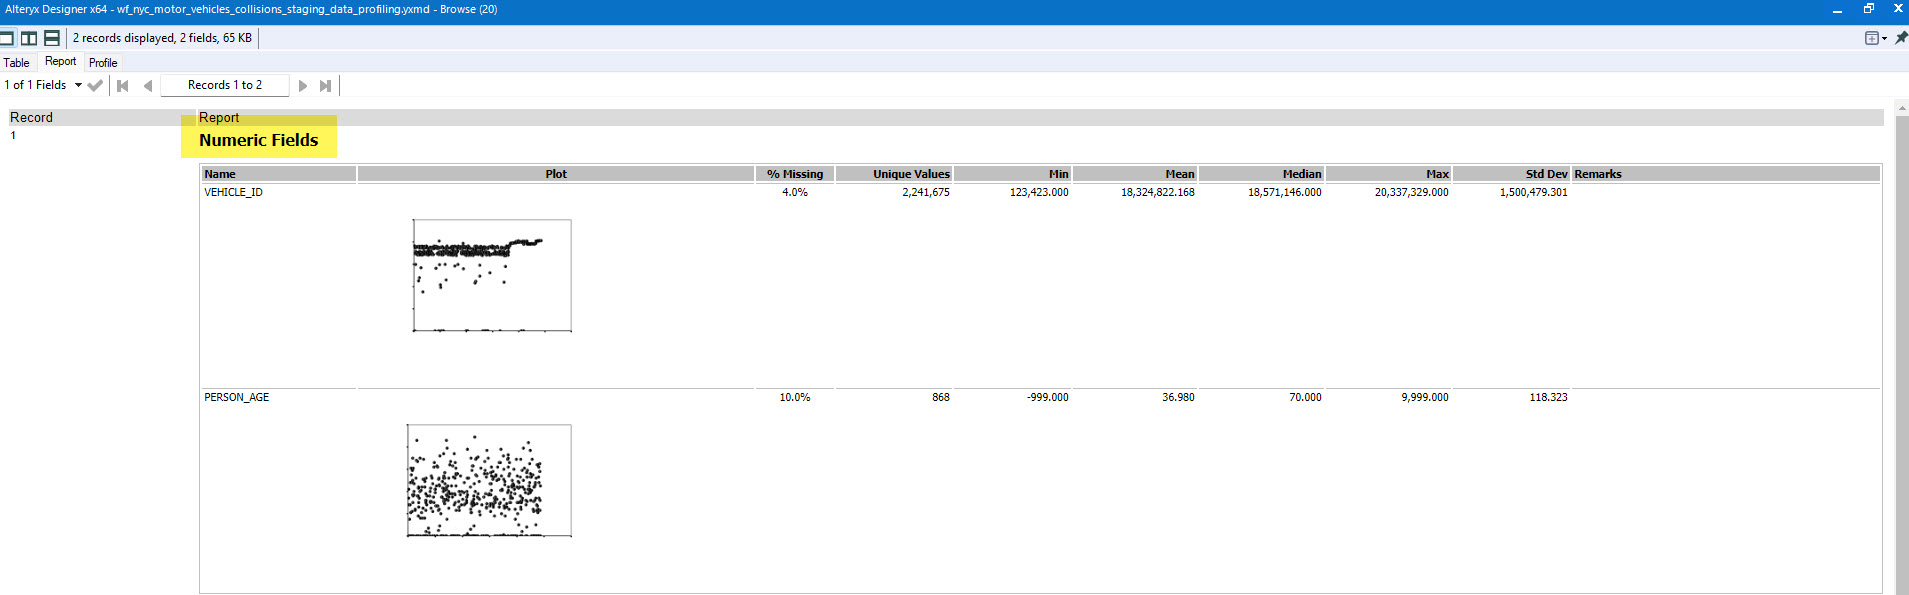 Alteryx Designer x64 - wf_nyc_motor_vehicles_collisions_staging_data_profiling.yxmd - Browse (20)
2 records displayed, 2 fields, 65 KB
Table Report Profile
1 of 1 Fields Records 1 to 2
Record Report
1 Numeric Fields
Name Plot % Missing Unique Values Min Mean Median Max Std Dev Remarks
VEHICLE_ID 4.0% 2,241,675 123,423.000 18,324,822.168 18,571,146.000 20,337,329.000 1,500,479.301
PERSON_AGE 10.0% 868 -999.000 36.980 70.000 9,999.000 118.323